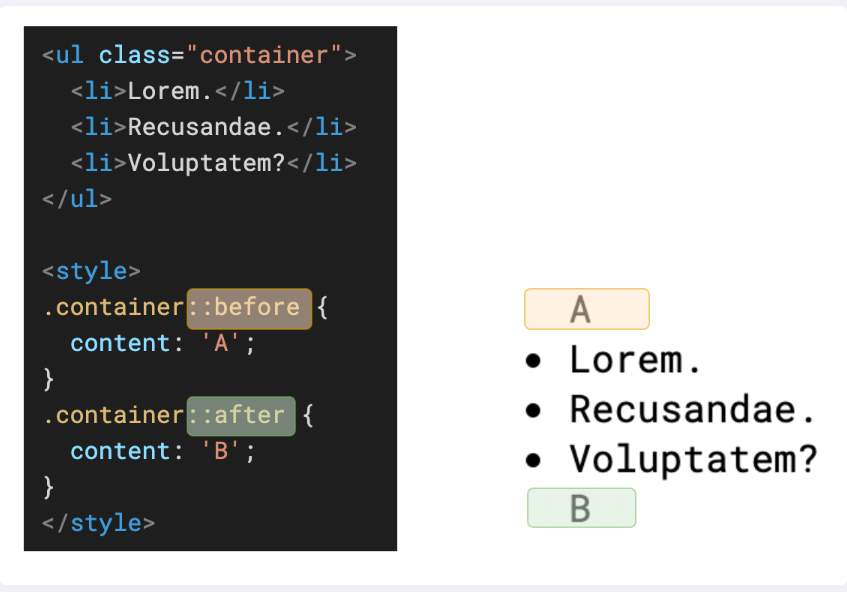 <ul class="container">
  <li>Lorem.</li>
  <li>Recusandae.</li>
  <li>Voluptatem?</li>
</ul>

<style>
.container::before {
  content: 'A';
}
.container::after {
  content: 'B';
}
</style>
A
• Lorem.
• Recusandae.
• Voluptatem?
B